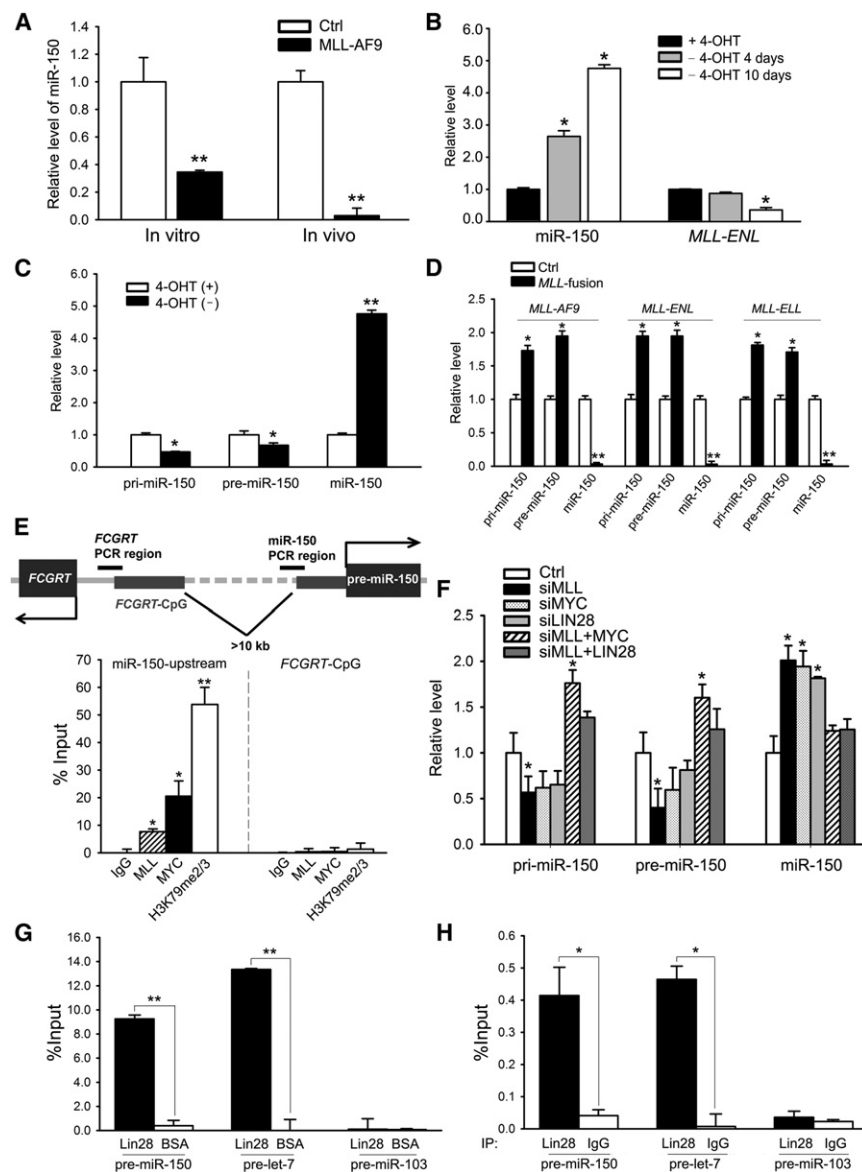 A
Ctrl
MLL-AF9
Relative level of miR-150
1.4
1.2
1.0
0.8
0.6
0.4
0.2
0
**
**
In vitro
In vivo
B
+ 4-OHT
− 4-OHT 4 days
− 4-OHT 10 days
Relative level
6.0
5.0
4.0
3.0
2.0
1.0
0.0
*
*
*
miR-150
MLL-ENL
C
4-OHT (+)
4-OHT (−)
Relative level
6.0
5.0
4.0
3.0
2.0
1.0
0.0
*
*
**
pri-miR-150
pre-miR-150
miR-150
D
Ctrl
MLL-fusion
Relative level
2.5
2.0
1.5
1.0
0.5
0.0
MLL-AF9
MLL-ENL
MLL-ELL
*
*
**
*
*
**
*
*
**
pri-miR-150
pre-miR-150
miR-150
pri-miR-150
pre-miR-150
miR-150
pri-miR-150
pre-miR-150
miR-150
E
FCGRT
PCR region
miR-150
PCR region
FCGRT
pre-miR-150
FCGRT-CpG
>10 kb
miR-150-upstream
FCGRT-CpG
% Input
70
60
50
40
30
20
10
0
*
*
**
IgG
MLL
MYC
H3K79me2/3
IgG
MLL
MYC
H3K79me2/3
F
Ctrl
siMLL
siMYC
siLIN28
siMLL+MYC
siMLL+LIN28
Relative level
2.5
2.0
1.5
1.0
0.5
0.0
*
*
*
*
*
*
*
pri-miR-150
pre-miR-150
miR-150
G
%Input
16.0
14.0
12.0
10.0
8.0
6.0
4.0
2.0
0
**
**
Lin28 BSA
Lin28 BSA
Lin28 BSA
pre-miR-150
pre-let-7
pre-miR-103
H
%Input
0.6
0.5
0.4
0.3
0.2
0.1
0.0
*
*
IP:
Lin28 IgG
Lin28 IgG
Lin28 IgG
pre-miR-150
pre-let-7
pre-miR-103